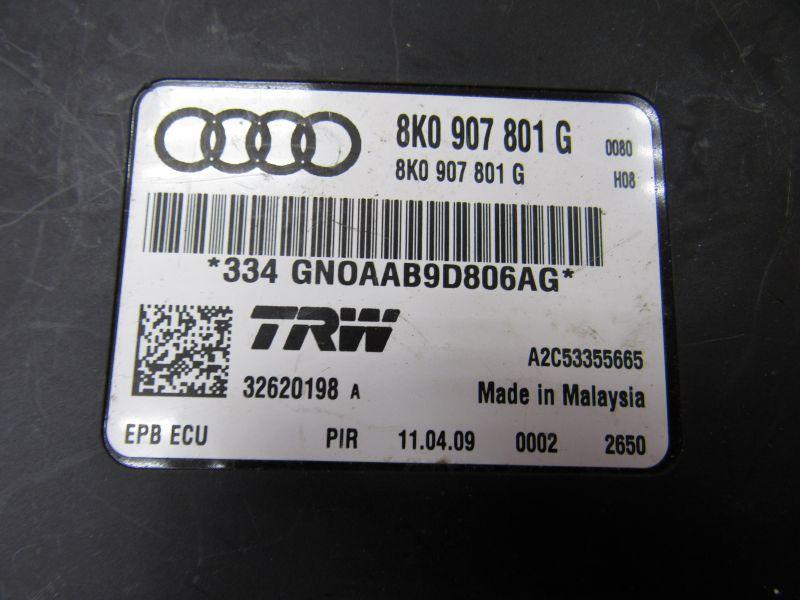 8K0 907 801 G 0080
8K0 907 801 G H08
*334 GN0AAB9D806AG*
TRW
A2C53355665
32620198 A Made in Malaysia
EPB ECU PIR 11.04.09 0002 2650